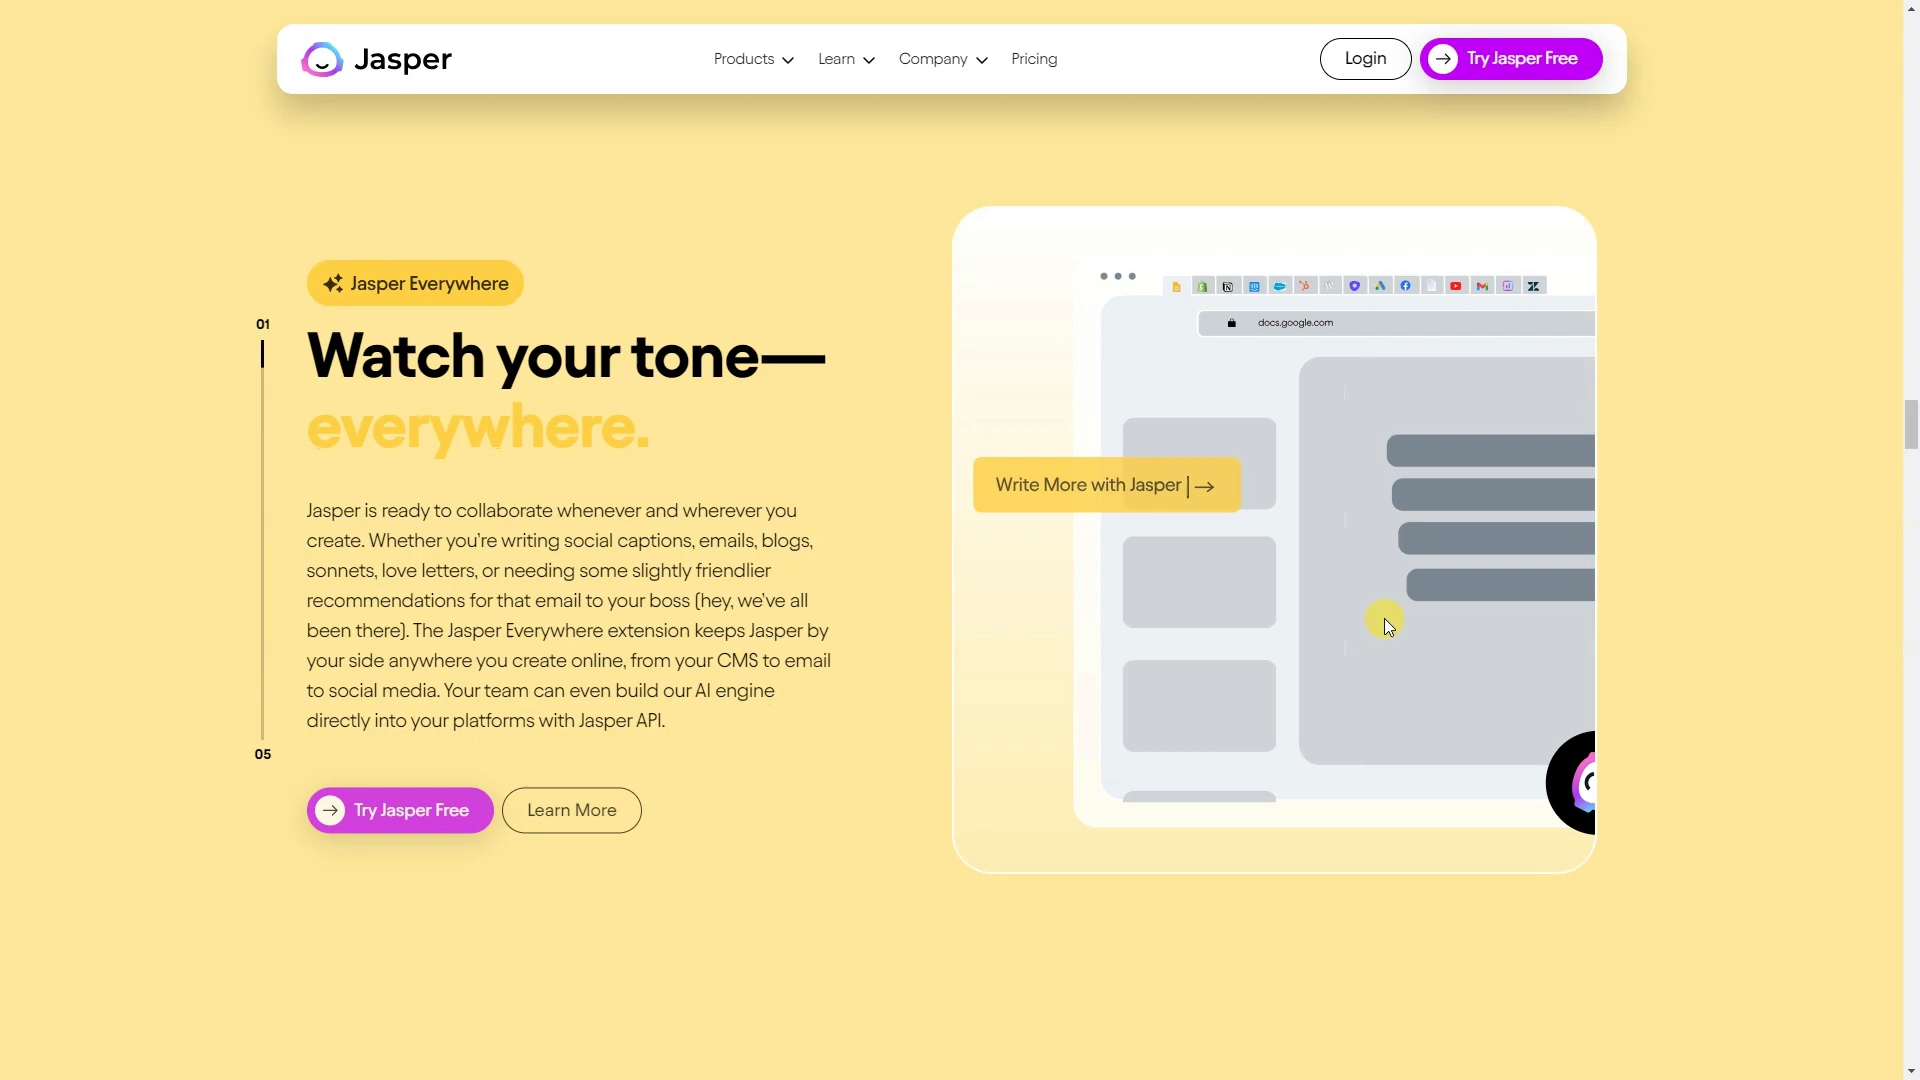 Jasper
Products
Learn
Company
Pricing
Login
Try Jasper Free
Jasper Everywhere
01
Watch your tone—
everywhere.
Jasper is ready to collaborate whenever and wherever you
create. Whether you're writing social captions, emails, blogs,
sonnets, love letters, or needing some slightly friendlier
recommendations for that email to your boss (hey, we've all
been there). The Jasper Everywhere extension keeps Jasper by
your side anywhere you create online, from your CMS to email
to social media. Your team can even build our AI engine
directly into your platforms with Jasper API.
05
Try Jasper Free
Learn More
docs.google.com
Write More with Jasper